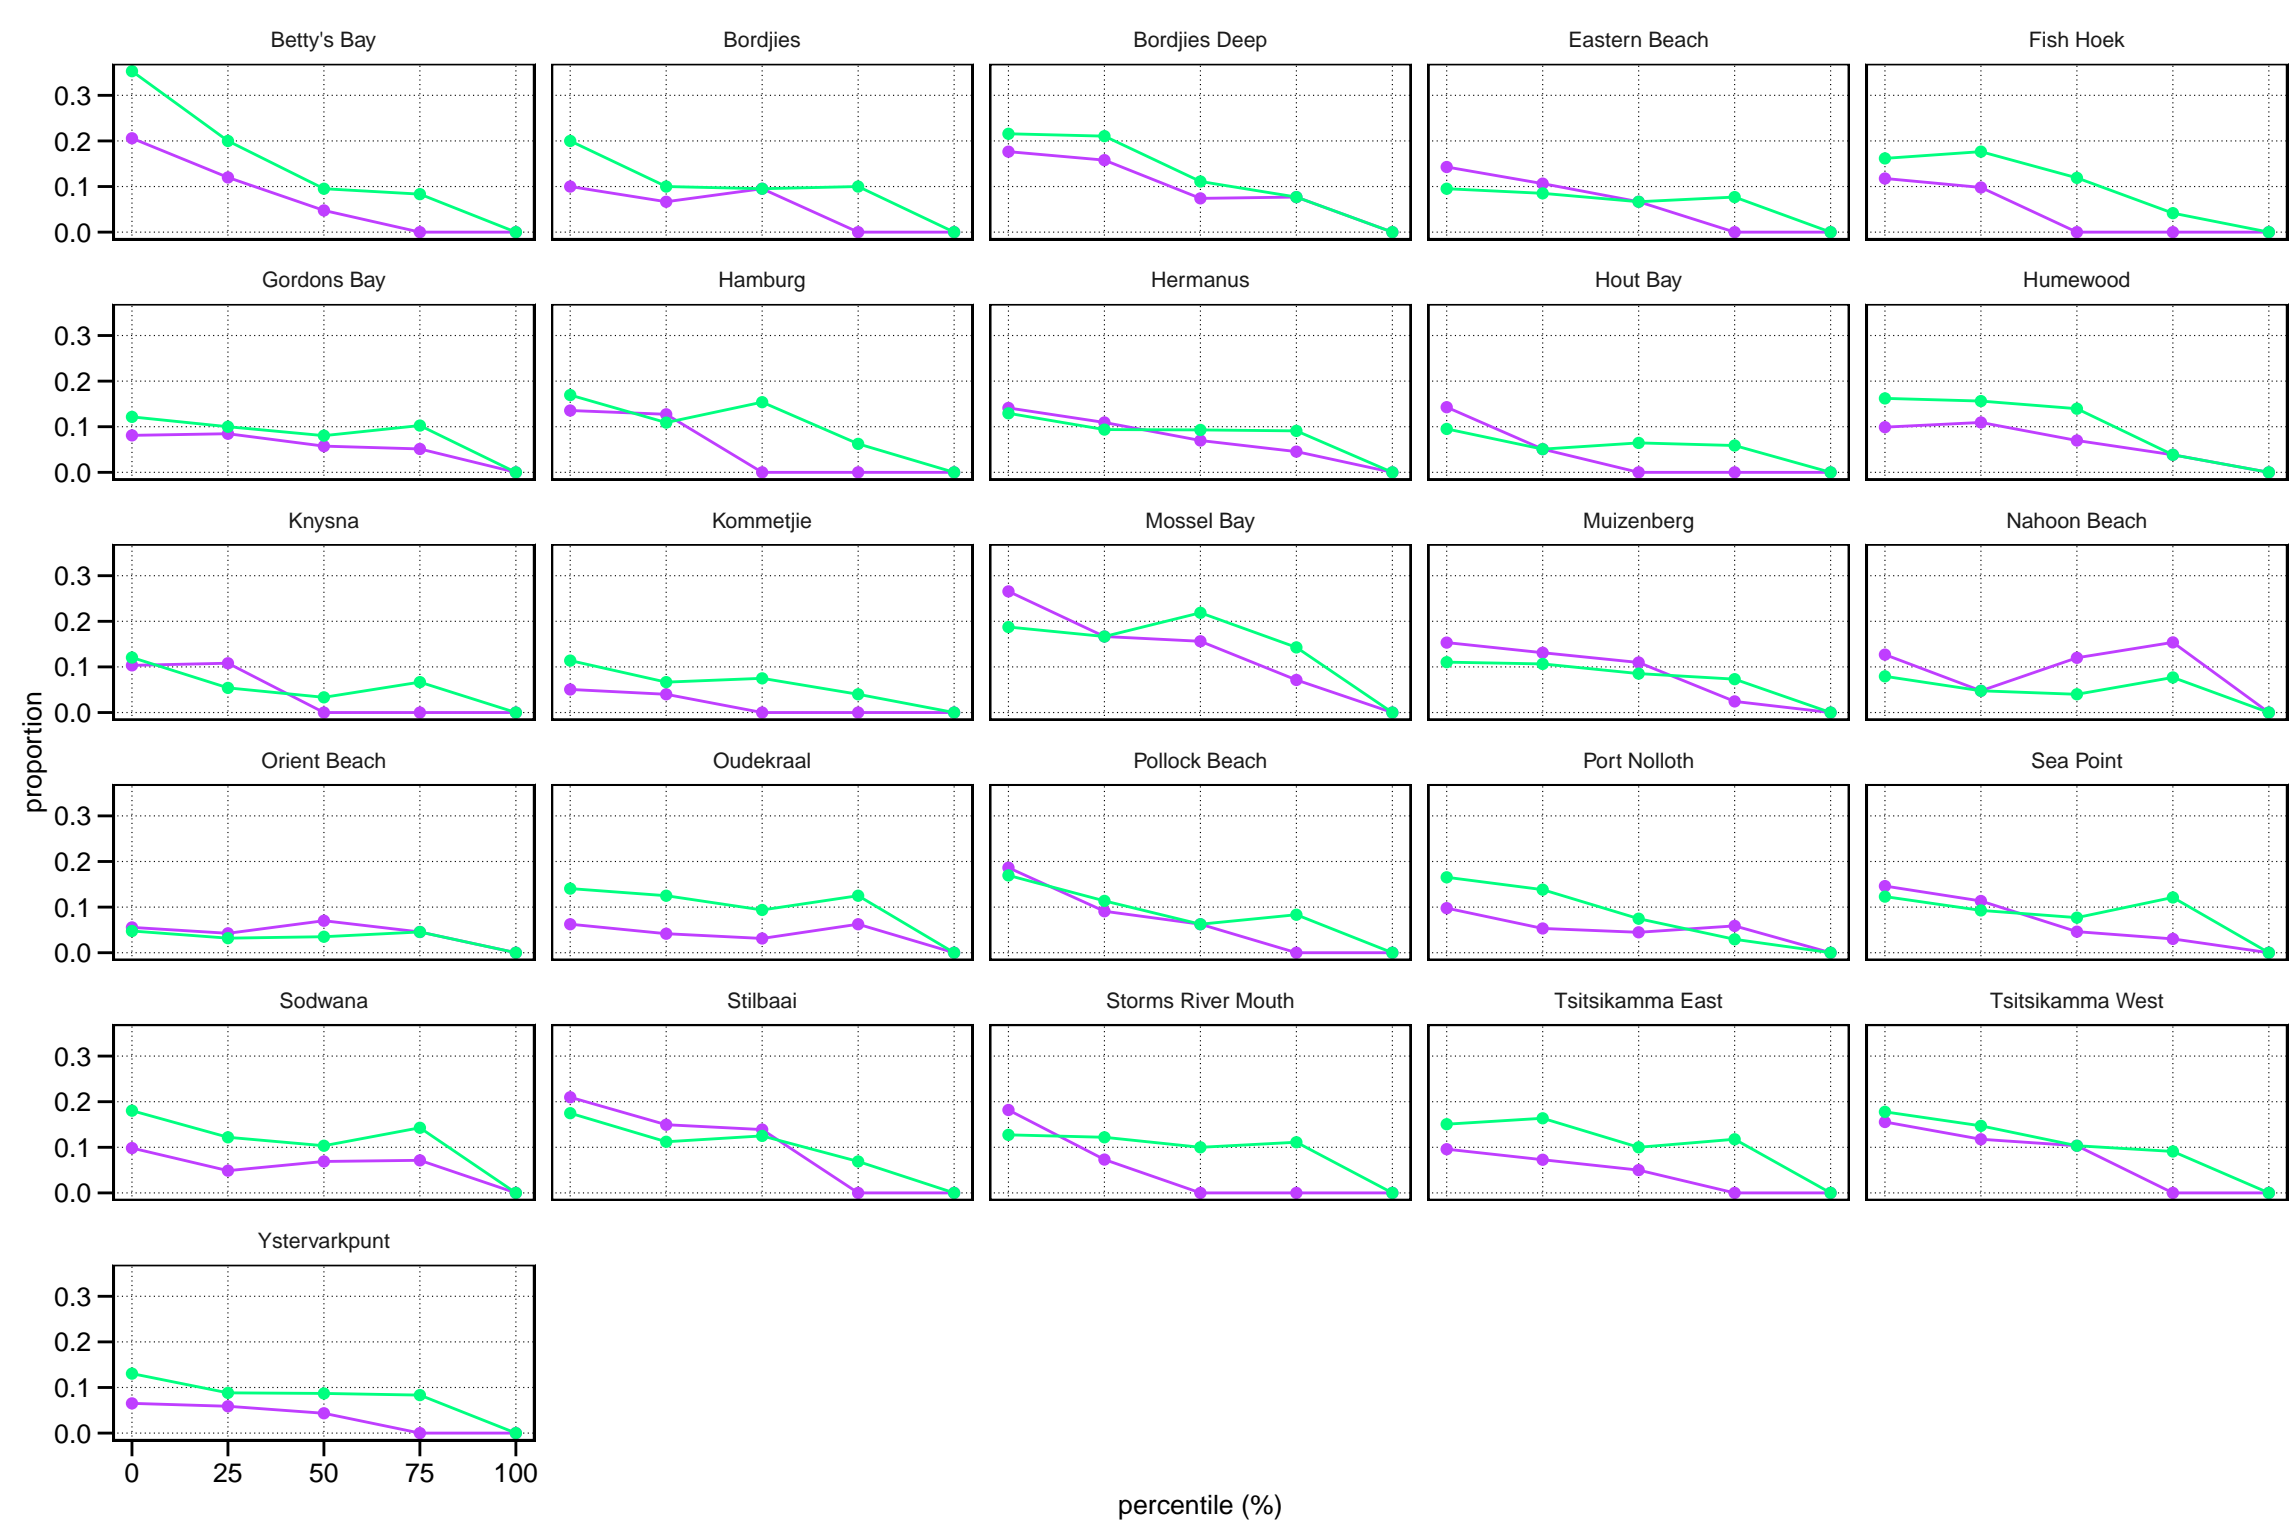 Betty's Bay Bordjies Bordjies Deep Eastern Beach Fish Hoek
0.3
0.2
0.1
0.0
Gordons Bay Hamburg Hermanus Hout Bay Humewood
0.3
0.2
0.1
0.0
Knysna Kommetjie Mossel Bay Muizenberg Nahoon Beach
0.3
0.2
0.1
0.0
proportion
Orient Beach Oudekraal Pollock Beach Port Nolloth Sea Point
0.3
0.2
0.1
0.0
Sodwana Stilbaai Storms River Mouth Tsitsikamma East Tsitsikamma West
0.3
0.2
0.1
0.0
Ystervarkpunt
0.3
0.2
0.1
0.0
0 25 50 75 100
percentile (%)